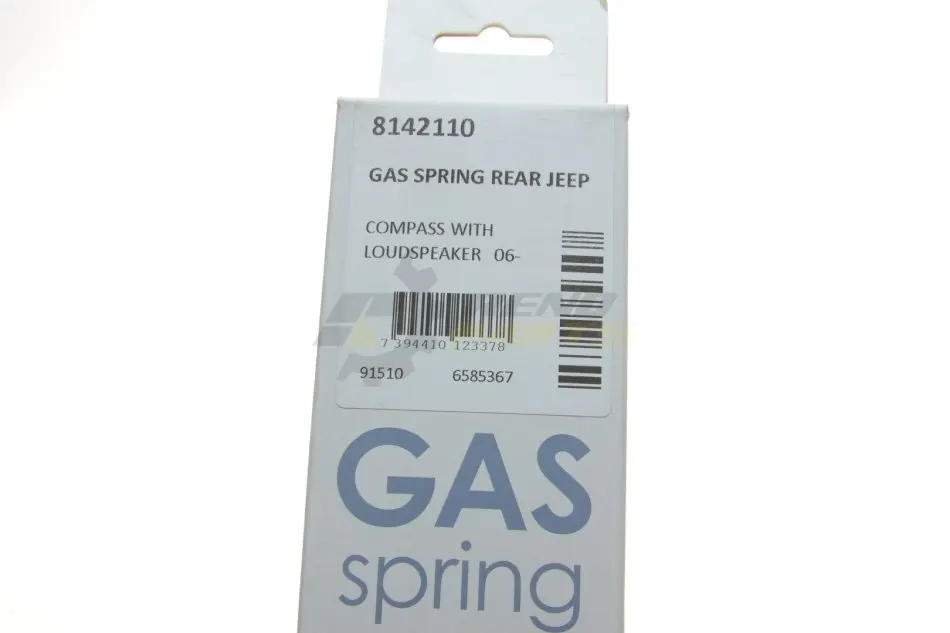 8142110
GAS SPRING REAR JEEP
COMPASS WITH
LOUDSPEAKER 06-
7 394410 123378
91510 6585367
GAS
spring